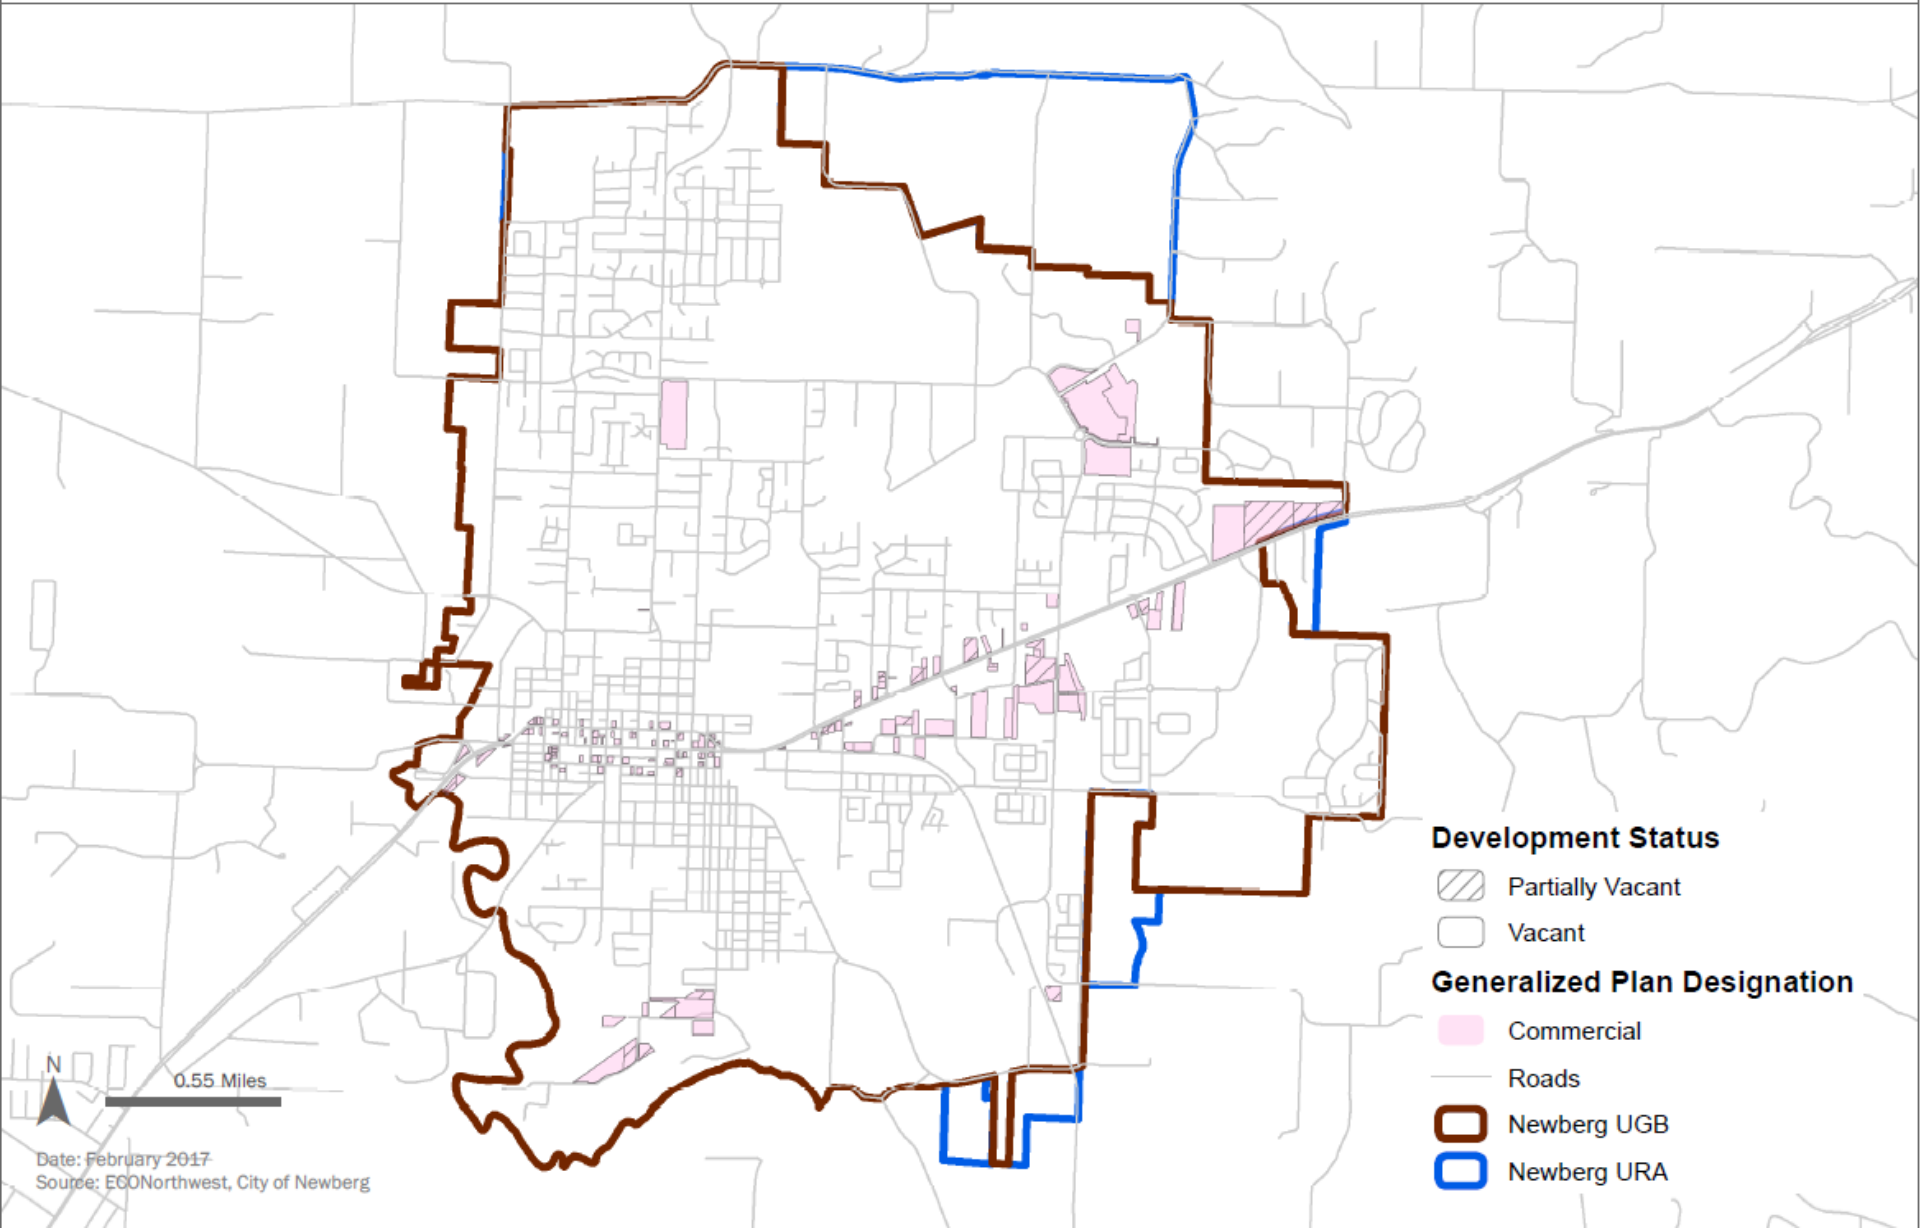 Development Status
Partially Vacant
Vacant
Generalized Plan Designation
Commercial
Roads
Newberg UGB
Newberg URA
N
0.55 Miles
Date: February 2017
Source: ECONorthwest, City of Newberg